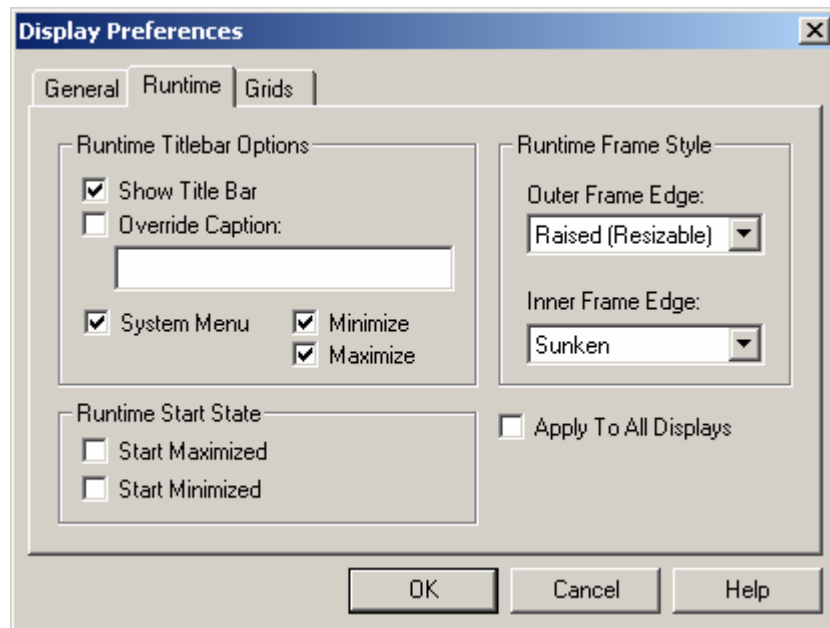 Display Preferences
General Runtime Grids
Runtime Titlebar Options
Show Title Bar
Override Caption:
System Menu
Minimize
Maximize
Runtime Frame Style
Outer Frame Edge:
Raised (Resizable)
Inner Frame Edge:
Sunken
Runtime Start State
Start Maximized
Start Minimized
Apply To All Displays
OK Cancel Help